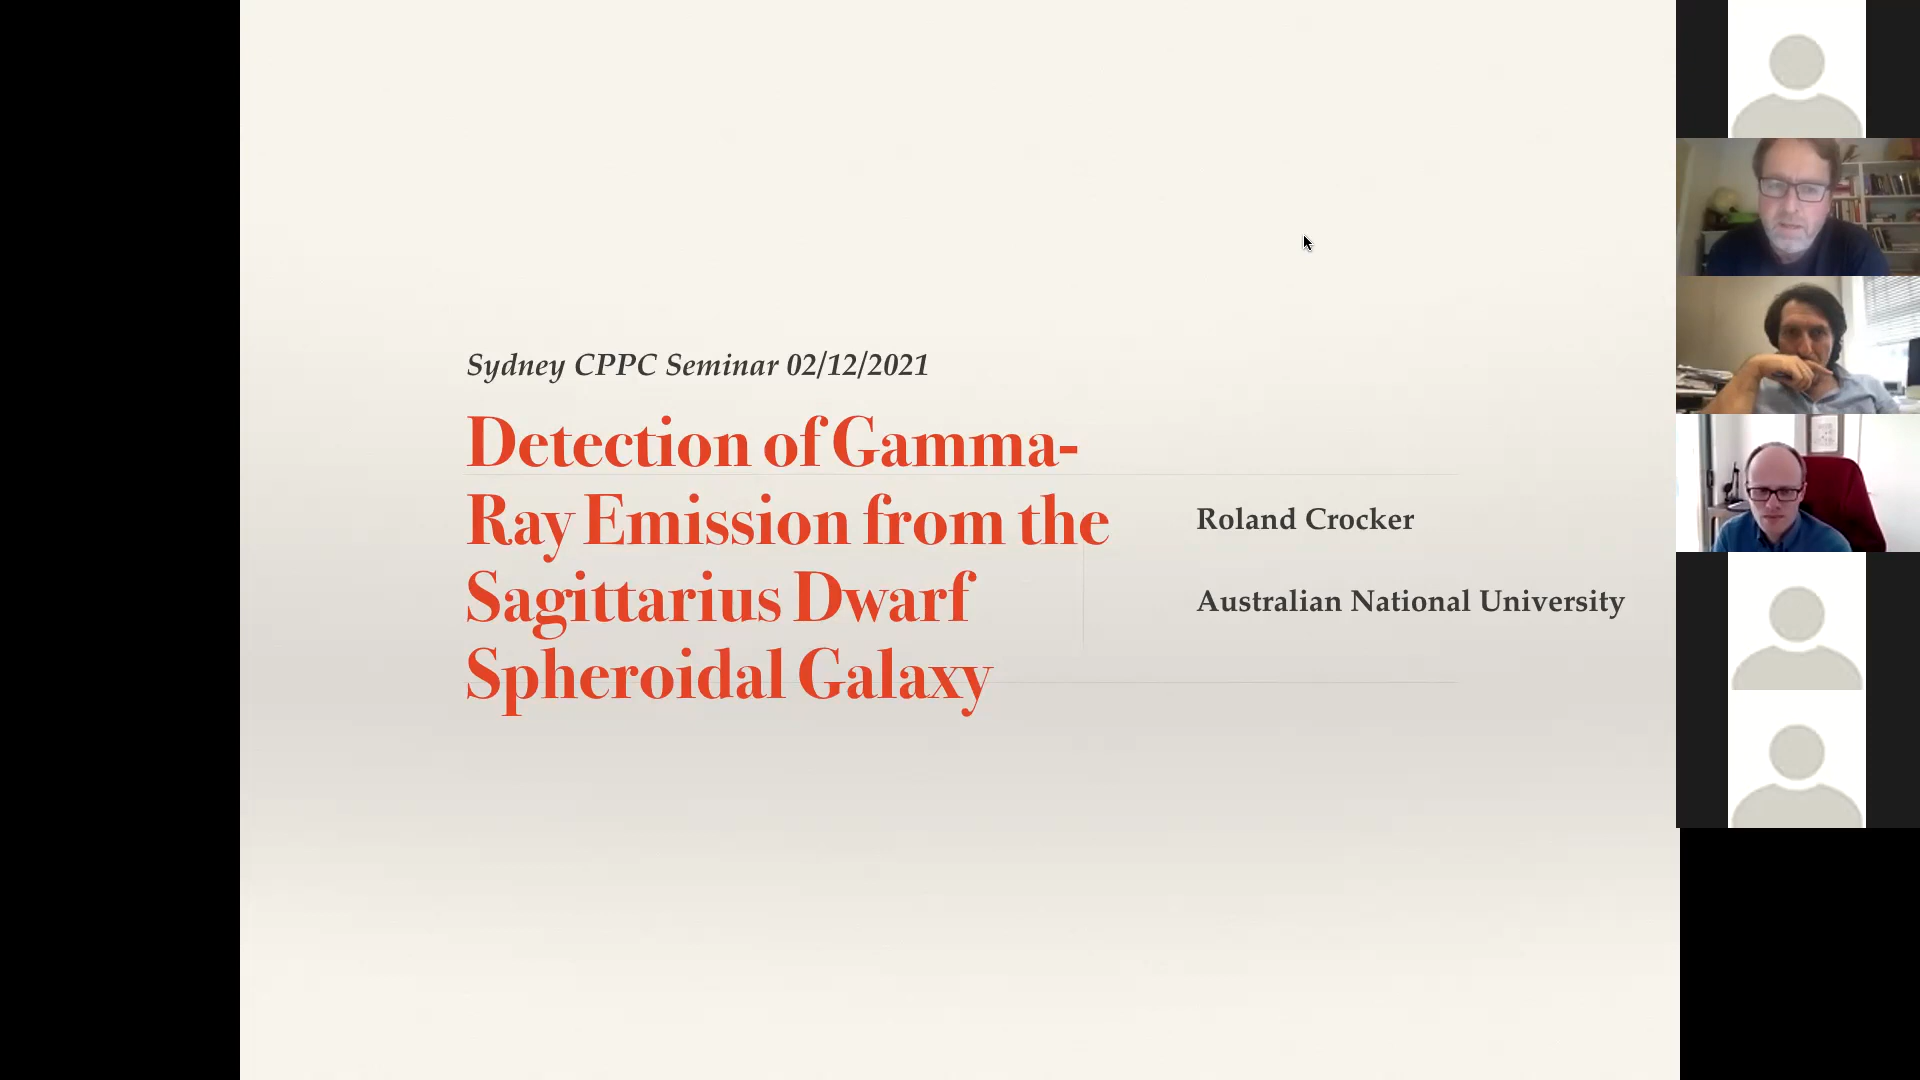 Sydney CPPC Seminar 02/12/2021
Detection of Gamma-
Ray Emission from the
Sagittarius Dwarf
Spheroidal Galaxy
Roland Crocker
Australian National University